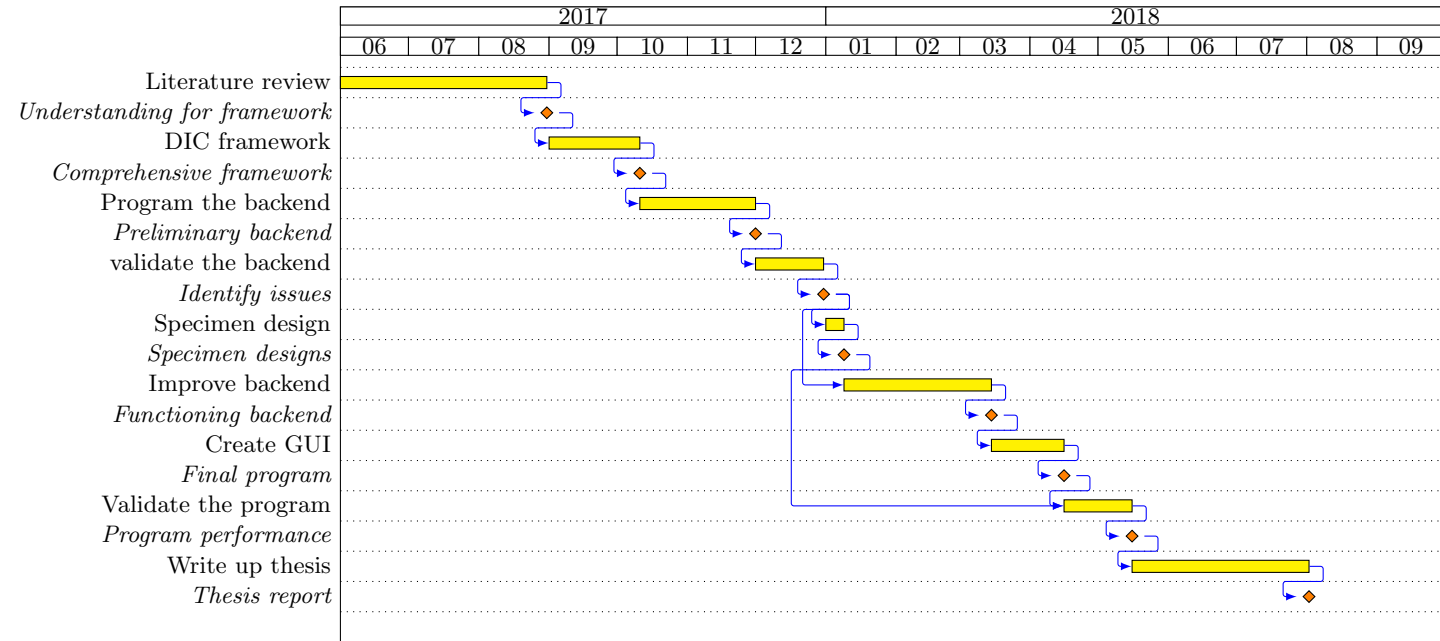 2017 2018
06 07 08 09 10 11 12 01 02 03 04 05 06 07 08 09
Literature review
Understanding for framework
DIC framework
Comprehensive framework
Program the backend
Preliminary backend
validate the backend
Identify issues
Specimen design
Specimen designs
Improve backend
Functioning backend
Create GUI
Final program
Validate the program
Program performance
Write up thesis
Thesis report